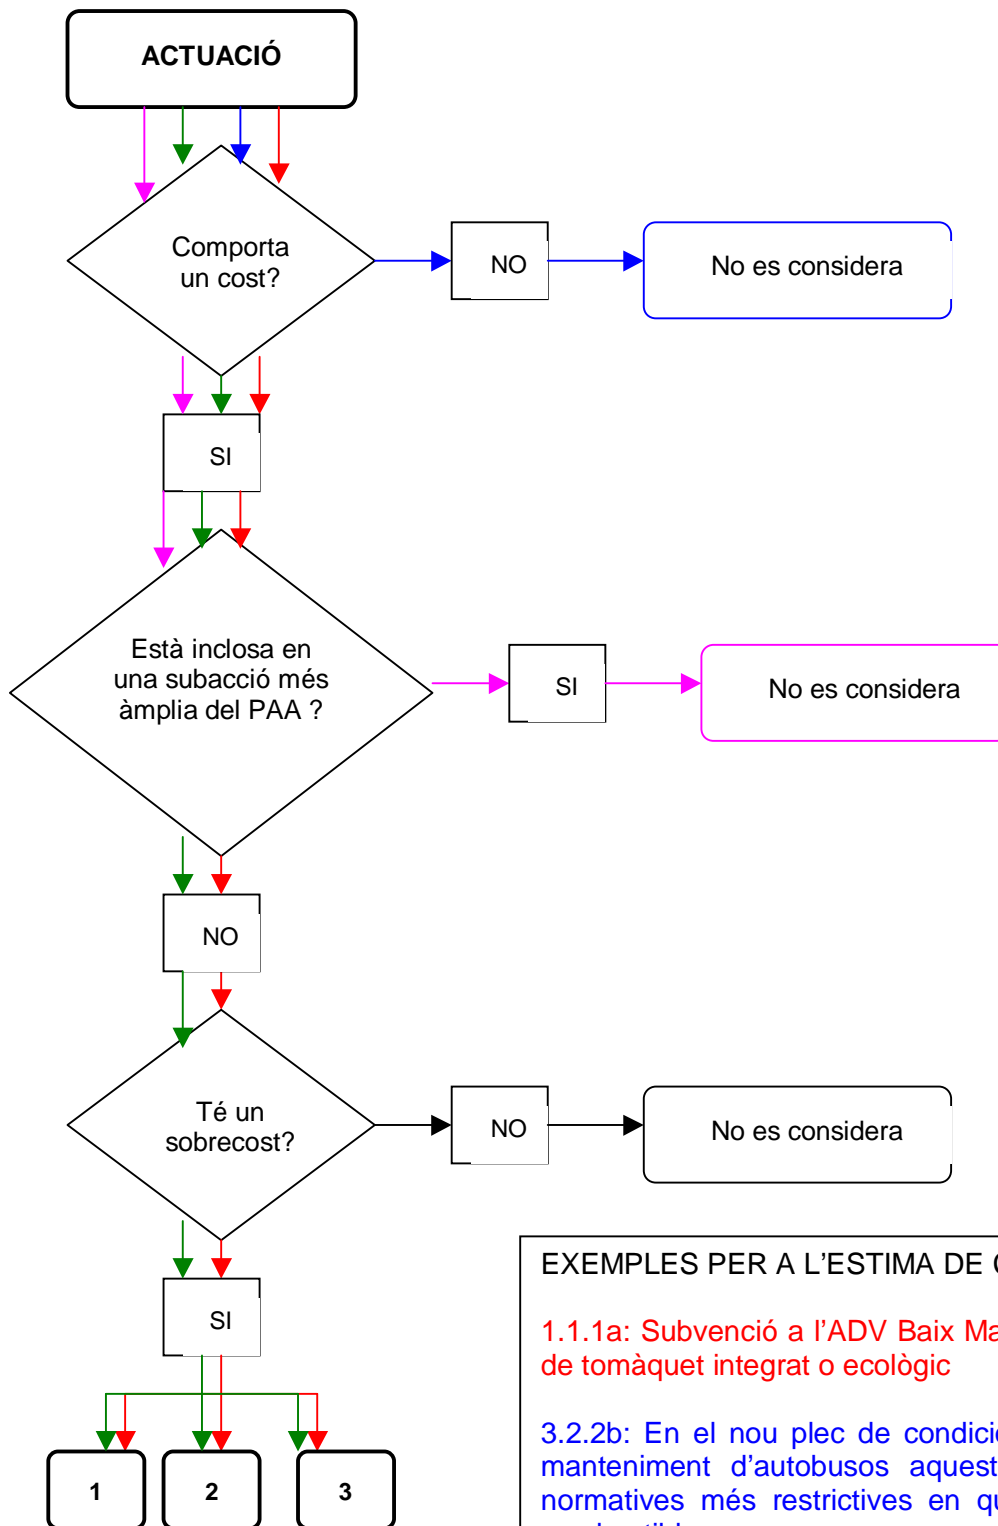 ACTUACIÓ
Comporta
un cost?
NO
No es considera
SI
Està inclosa en
una subacció més
àmplia del PAA ?
SI
No es considera
NO
Té un
sobrecost?
NO
No es considera
SI
1
2
3
EXEMPLES PER A L'ESTIMA DE
1.1.1a: Subvenció a l'ADV Baix
de tomàquet integrat o ecològic
3.2.2b: En el nou plec de
manteniment d'autobusos
normatives més restrictives en